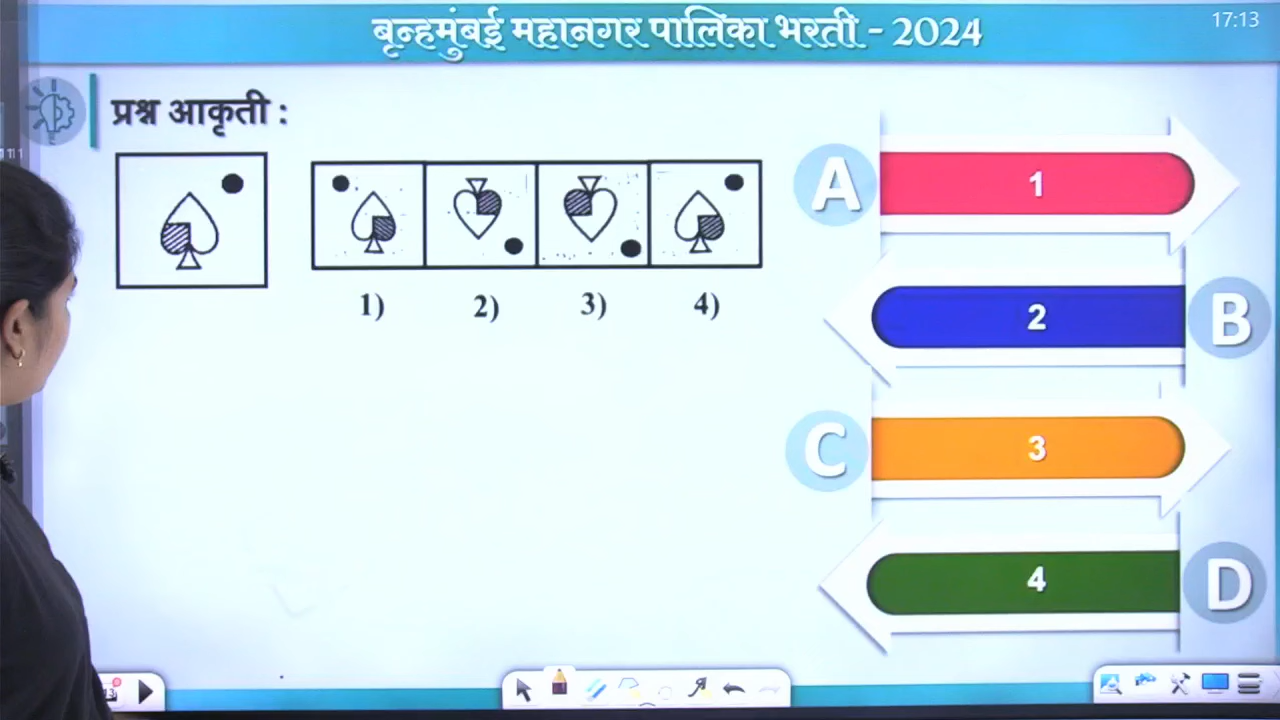 बृन्हमुंबई महानगर पालिका भरती - 2024
17:13
प्रश्न आकृती :
1) 2) 3) 4)
A 1
2 B
C 3
4 D